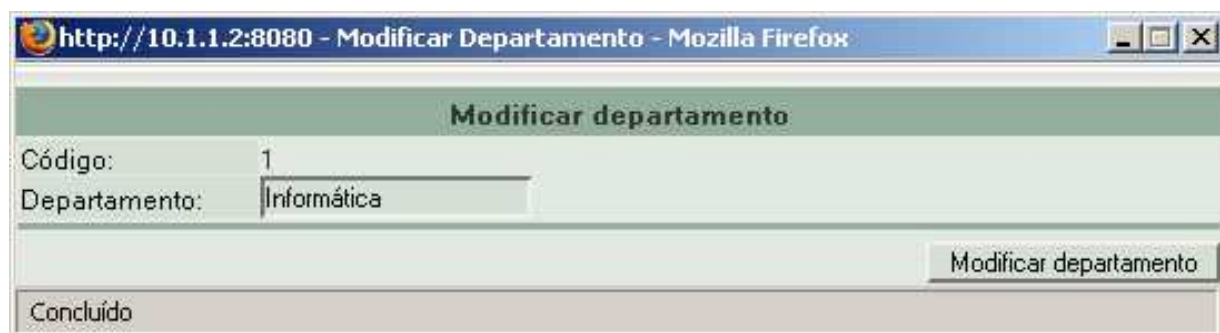 http://10.1.1.2:8080 - Modificar Departamento - Mozilla Firefox
Modificar departamento
Código: 1
Departamento: Informática
Modificar departamento
Concluído